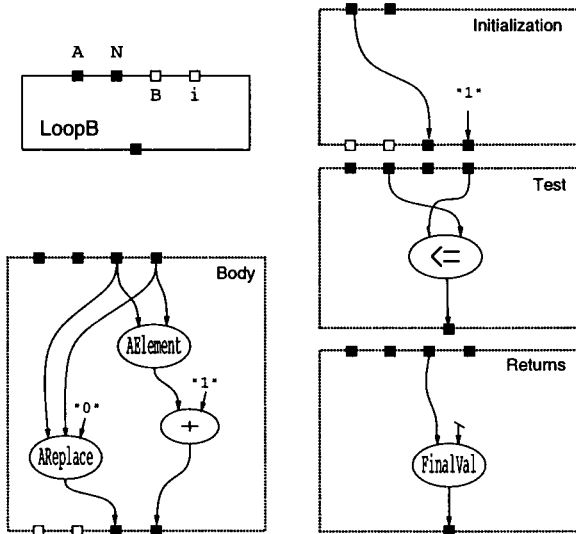 A N
B i
LoopB
Initialization
"1"
Test
<=
Body
AElement
"1"
"0"
+
AReplace
Returns
FinalVal